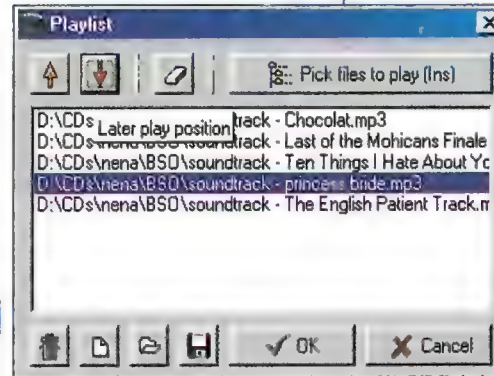 Playlist
Pick files to play (Ins)
D:\CDs track - Chocolat.mp3
Later play position
D:\CDs\nena\BSO\soundtrack - Last of the Mohicans Finale
D:\CDs\nena\BSO\soundtrack - Ten Things I Hate About Yo
D:\CDs\nena\BSO\soundtrack - princess bride.mp3
D:\CDs\nena\BSO\soundtrack - The English Patient Track.m
OK Cancel